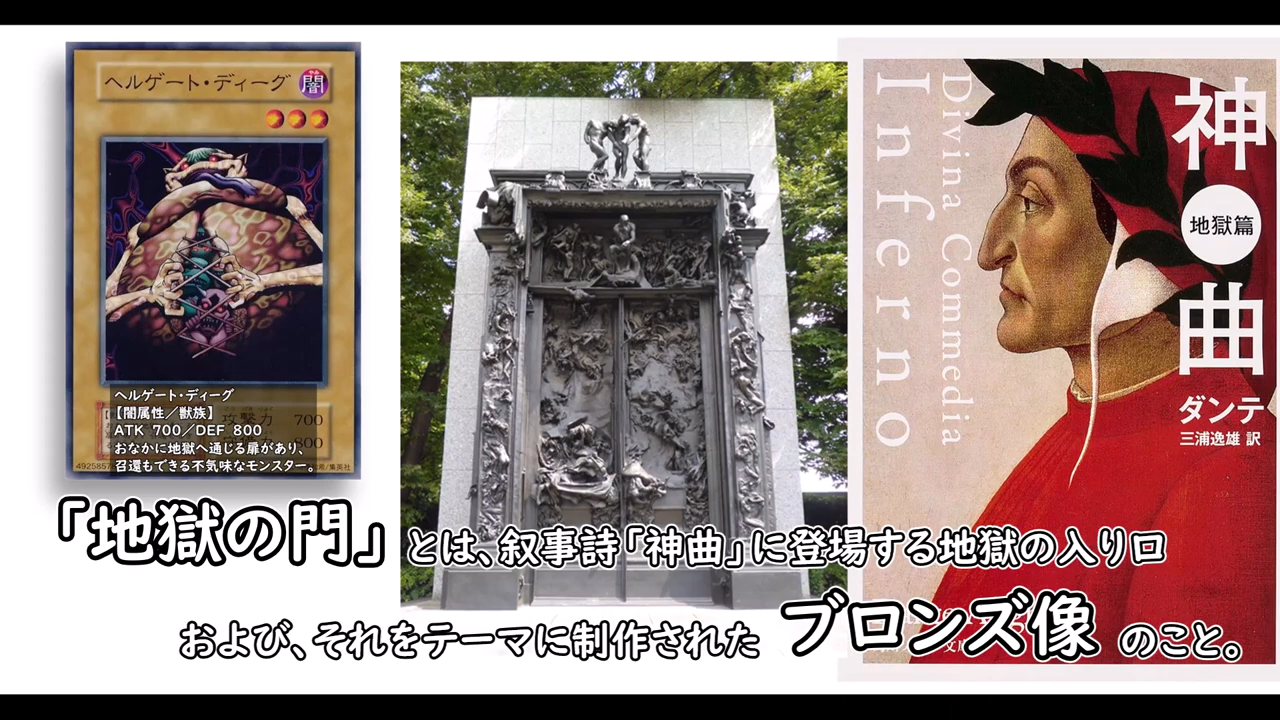 ヘルゲート・ディーグ 闇
ヘルゲート・ディーグ
【闇属性／獣族】
ATK 700／DEF 800
おなかに地獄へ通じる扉があり、
召還もできる不気味なモンスター。
攻撃力 700
800
Divina Commedia
Inferno
神曲
地獄篇
ダンテ
三浦逸雄 訳
「地獄の門」とは、叙事詩「神曲」に登場する地獄の入り口
および、それをテーマに制作された ブロンズ像 のこと。